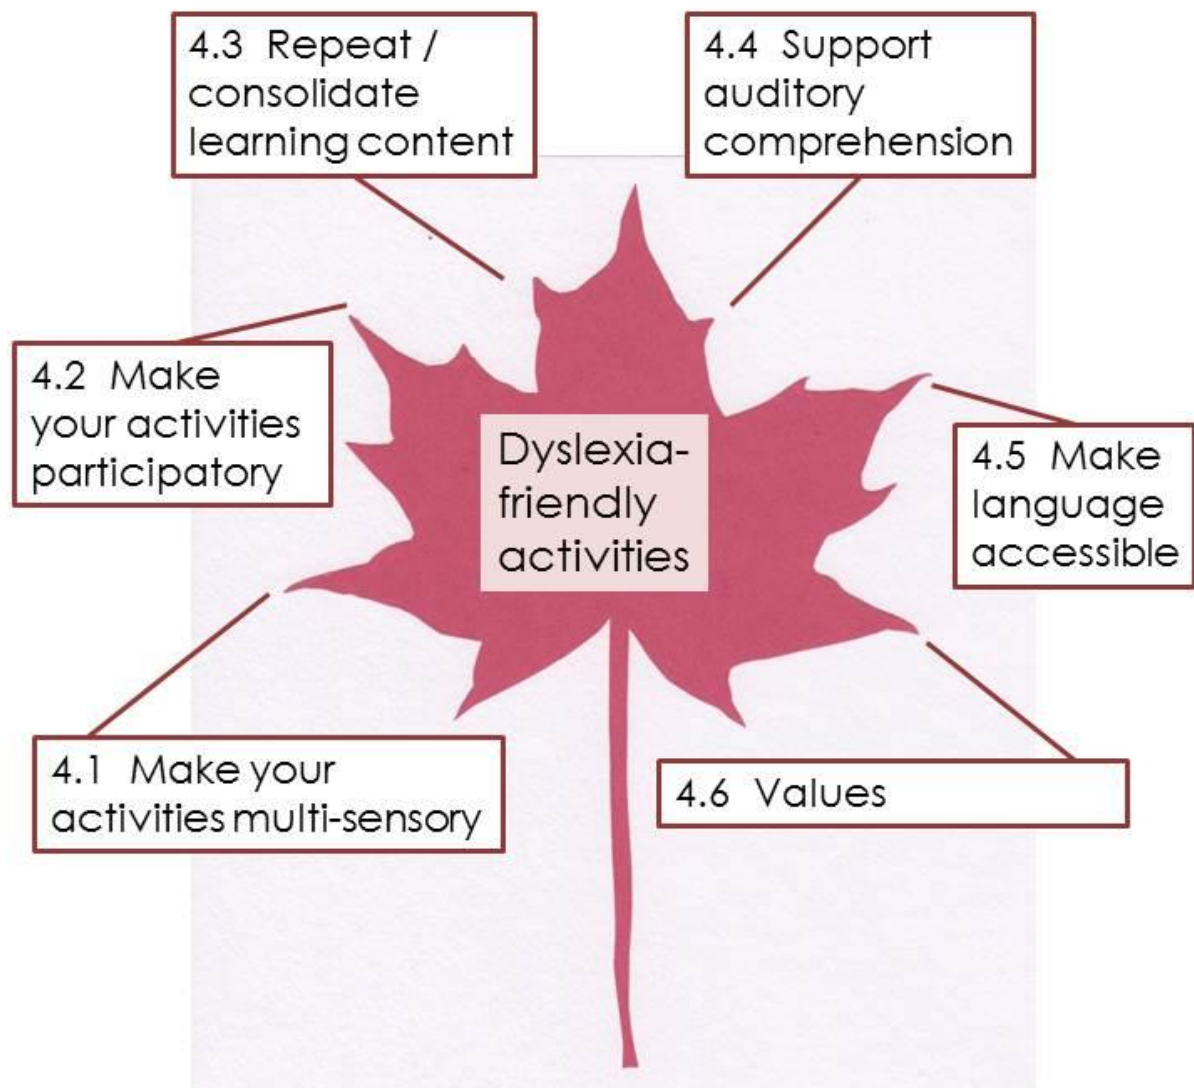 4.3 Repeat /
consolidate
learning content
4.4 Support
auditory
comprehension
4.2 Make
your activities
participatory
Dyslexia-
friendly
activities
4.5 Make
language
accessible
4.1 Make your
activities multi-sensory
4.6 Values